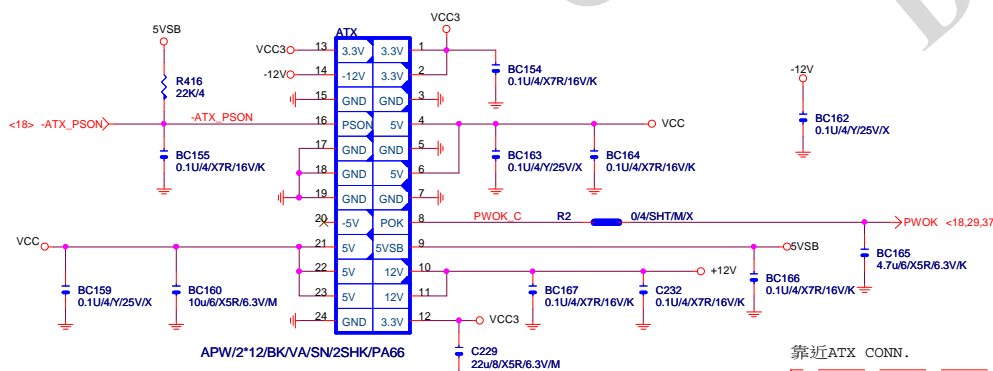 VCC3
5VSB
ATX
VCC3 13 3.3V 3.3V 1
-12V 14 -12V 3.3V 2
BC154
0.1U/4/X7R/16V/K
-12V
R416
22K/4
15 GND GND 3
<18> -ATX_PSON -ATX_PSON 16 PSON 5V 4 VCC
BC162
0.1U/4/Y/25V/X
17 GND GND 5
BC155
0.1U/4/X7R/16V/K
BC163
0.1U/4/Y/25V/X
BC164
0.1U/4/X7R/16V/K
18 GND 5V 6
19 GND GND 7
20 -5V POK 8 PWOK_C R2 0/4/SHT/M/X PWOK <18,29,37
VCC 21 5V 5VSB 9 5VSB
BC165
4.7u/6/X5R/6.3V/K
22 5V 12V 10 +12V
BC159
0.1U/4/Y/25V/X
BC160
10u/6/X5R/6.3V/M
23 5V 12V 11
BC167
0.1U/4/X7R/16V/K
C232
0.1U/4/X7R/16V/K
BC166
0.1U/4/X7R/16V/K
24 GND 3.3V 12 VCC3
APW/2*12/BK/VA/SN/2SHK/PA66
C229
22u/8/X5R/6.3V/M
靠近ATX CONN.